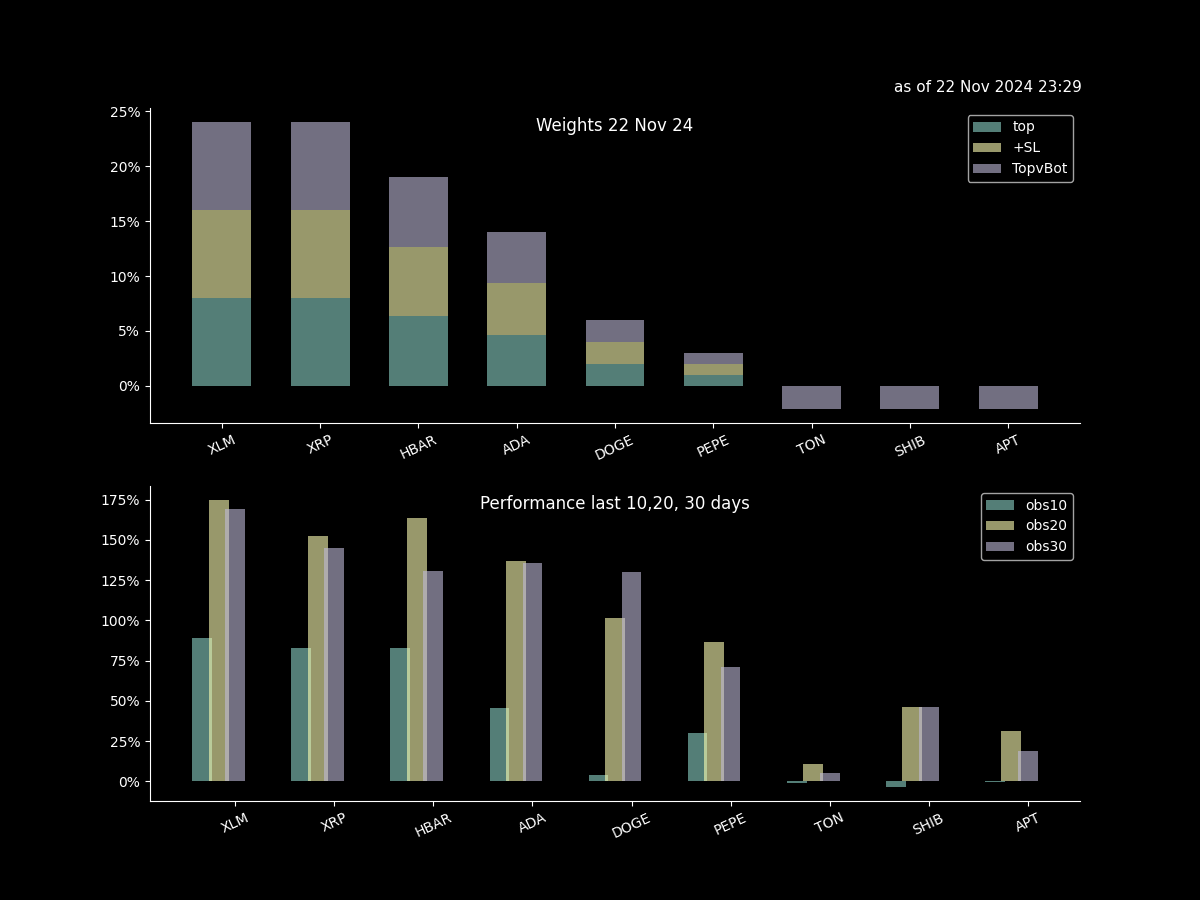 as of 22 Nov 2024 23:29
Weights 22 Nov 24
top
+SL
TopvBot
25%
20%
15%
10%
5%
0%
XLM XRP HBAR ADA DOGE PEPE TON SHIB APT
Performance last 10,20, 30 days
obs10
obs20
obs30
175%
150%
125%
100%
75%
50%
25%
0%
XLM XRP HBAR ADA DOGE PEPE TON SHIB APT